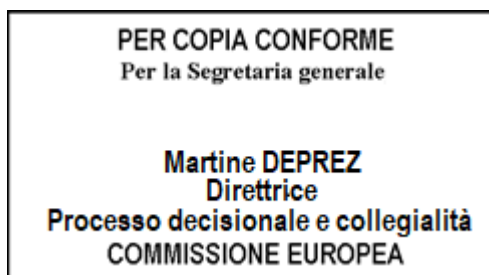 PER COPIA CONFORME
Per la Segretaria generale
Martine DEPREZ
Direttrice
Processo decisionale e collegialità
COMMISSIONE EUROPEA